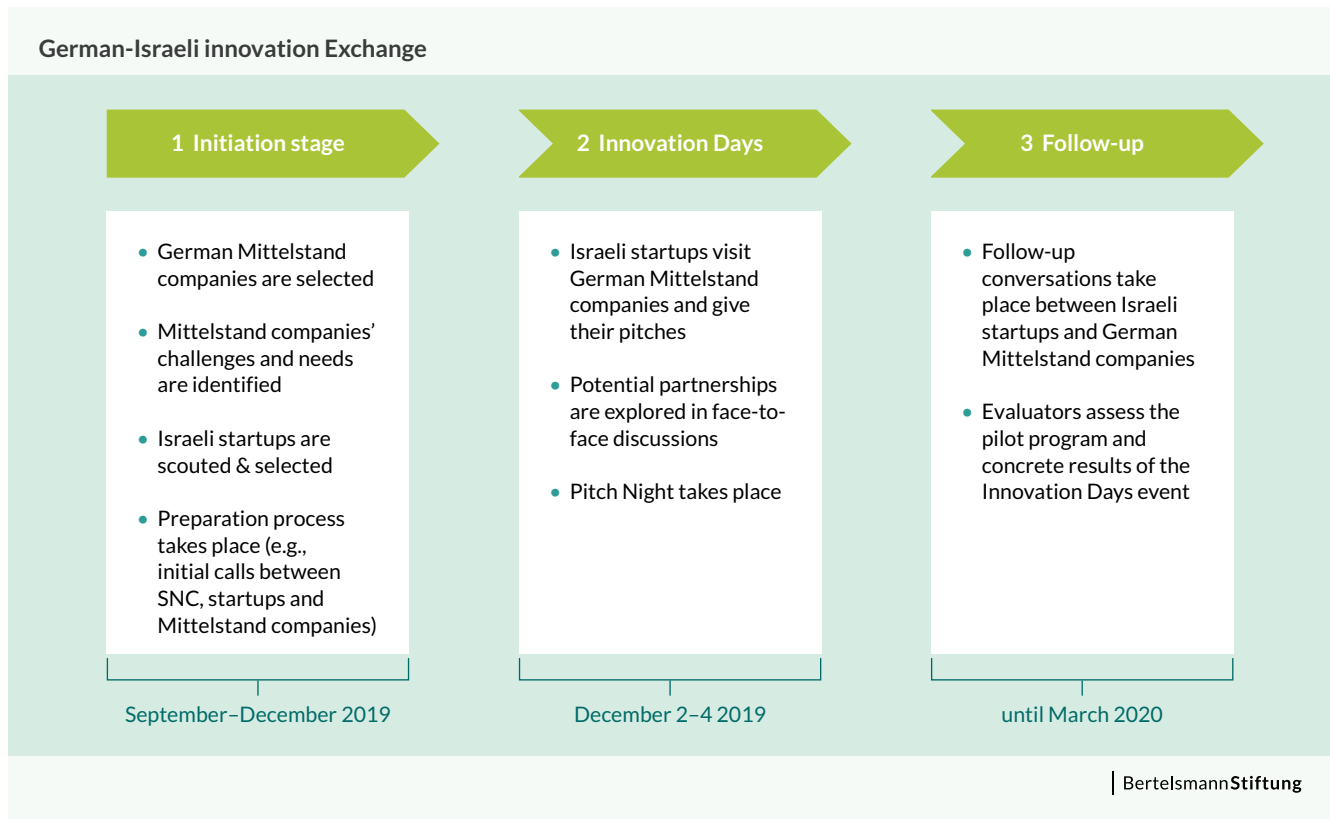 German-Israeli innovation Exchange
1 Initiation stage
• German Mittelstand
companies are selected
• Mittelstand companies’
challenges and needs
are identified
• Israeli startups are
scouted & selected
• Preparation process
takes place (e.g.,
initial calls between
SNC, startups and
Mittelstand companies)
September–December 2019
2 Innovation Days
• Israeli startups visit
German Mittelstand
companies and give
their pitches
• Potential partnerships
are explored in face-to-
face discussions
• Pitch Night takes place
December 2–4 2019
3 Follow-up
• Follow-up
conversations take
place between Israeli
startups and German
Mittelstand companies
• Evaluators assess the
pilot program and
concrete results of the
Innovation Days event
until March 2020
BertelsmannStiftung